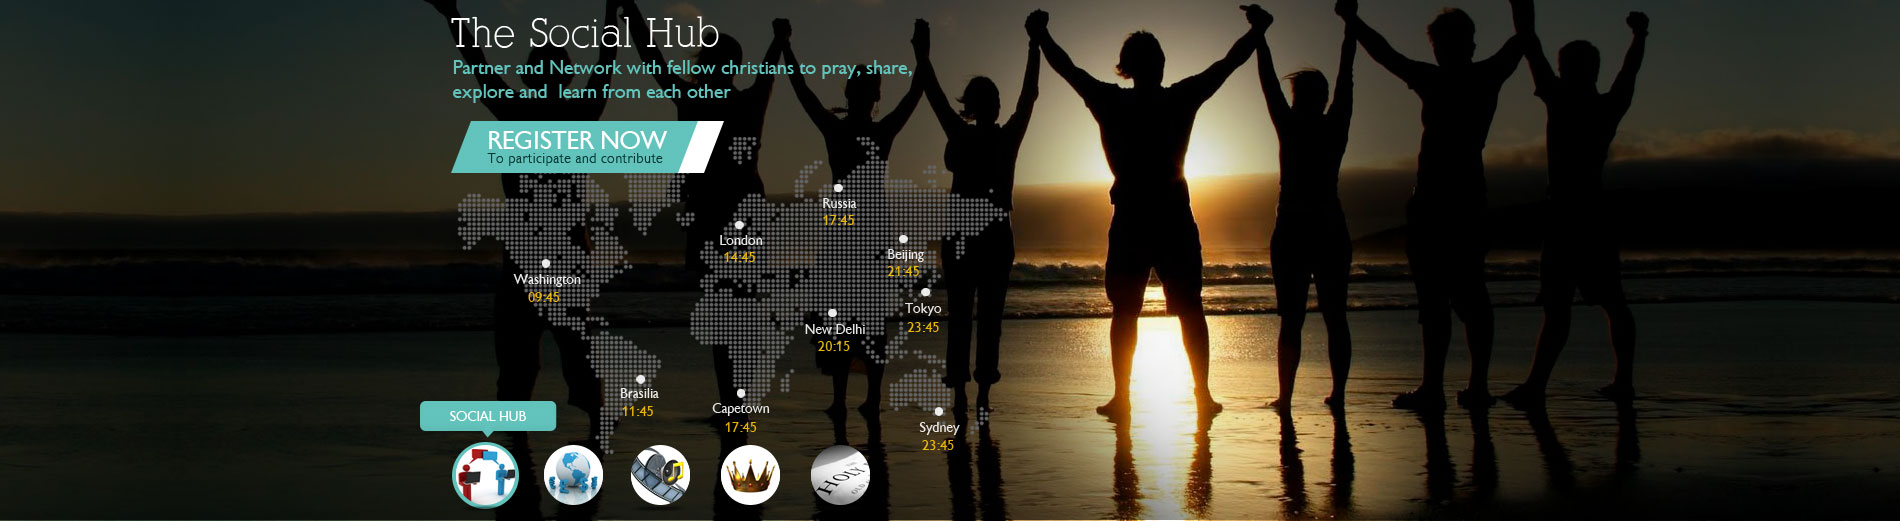 The Social Hub
Partner and Network with fellow christians to pray, share,
explore and learn from each other
REGISTER NOW
To participate and contribute
Russia
17:45
London
14:45
Beijing
21:45
Washington
09:45
Tokyo
23:45
New Delhi
20:15
Brasilia
11:45
Capetown
17:45
Sydney
23:45
SOCIAL HUB
HOLY